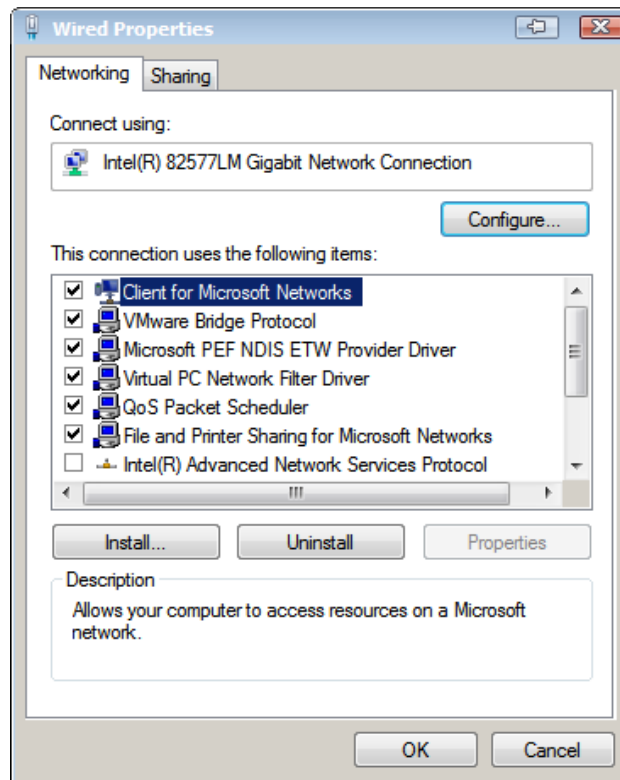 Wired Properties
Networking
Sharing
Connect using:
Intel(R) 82577LM Gigabit Network Connection
Configure...
This connection uses the following items:
Client for Microsoft Networks
VMware Bridge Protocol
Microsoft PEF NDIS ETW Provider Driver
Virtual PC Network Filter Driver
QoS Packet Scheduler
File and Printer Sharing for Microsoft Networks
Intel(R) Advanced Network Services Protocol
Install...
Uninstall
Properties
Description
Allows your computer to access resources on a Microsoft
network.
OK
Cancel